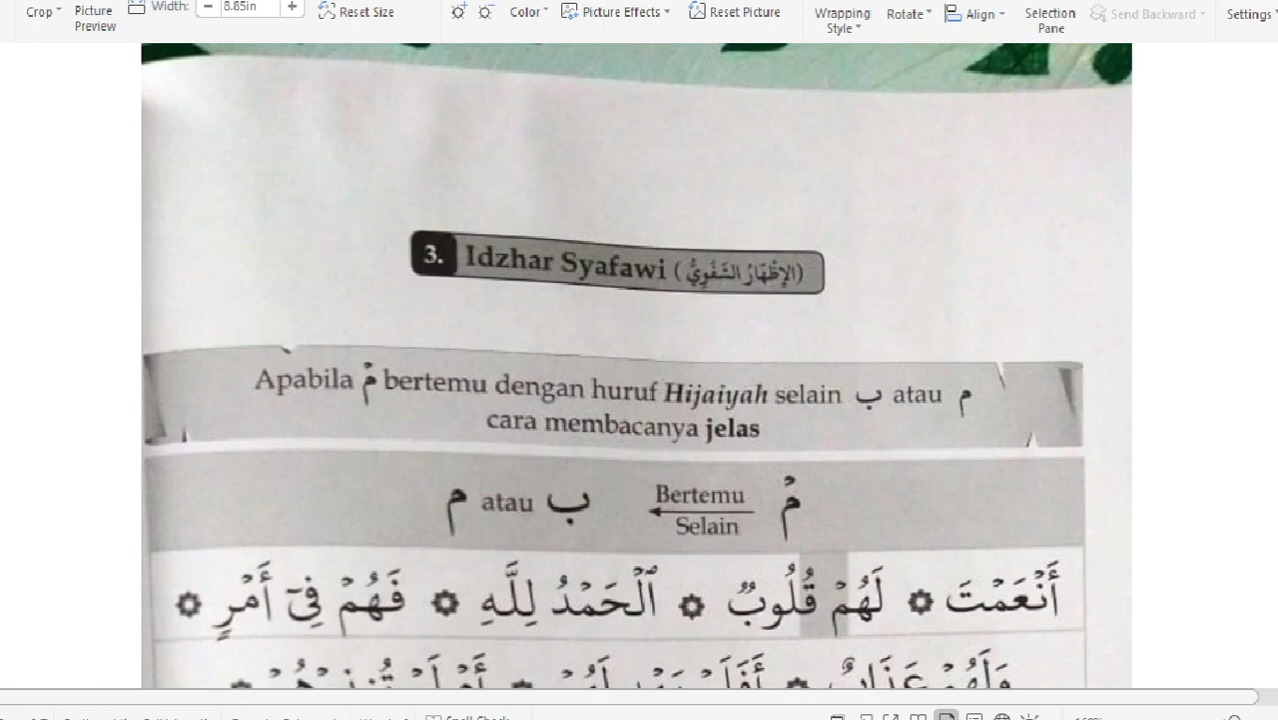 Crop
Picture Preview
Width:
8.85in
Reset Size
Color
Picture Effects
Reset Picture
Wrapping Style
Rotate
Align
Selection Pane
Send Backward
Settings
3. Idzhar Syafawi (الإِظْهَارُ الشَّفَوِيُّ)
Apabila مْ bertemu dengan huruf Hijaiyah selain ب atau م
cara membacanya jelas
مْ Bertemu Selain ب atau م
أَنْعَمْتَ ۞ لَهُمْ قُلُوبٌ ۞ ٱلْحَمْدُ لِلَّهِ ۞ فَهُمْ فِىٓ أَمْرٍ ۞
وَلَهُمْ عَذَابٌ